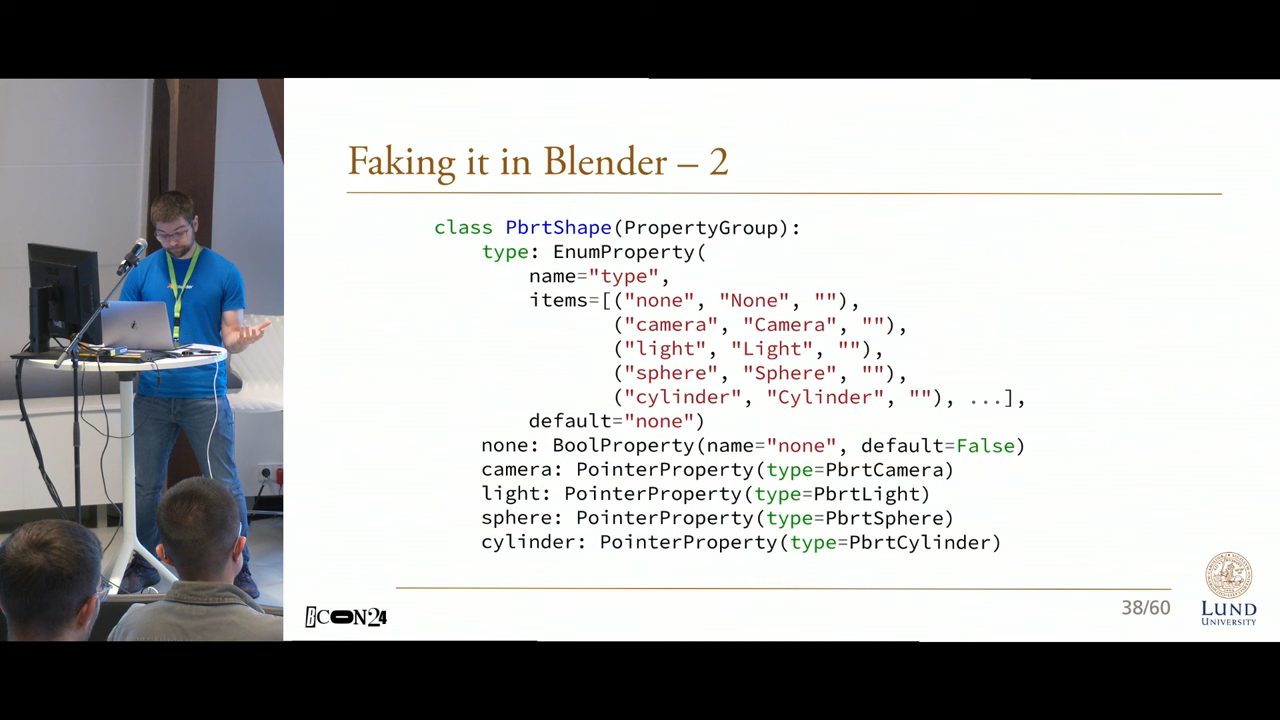 Faking it in Blender – 2
class PbrtShape(PropertyGroup):
    type: EnumProperty(
        name="type",
        items=[("none", "None", ""),
               ("camera", "Camera", ""),
               ("light", "Light", ""),
               ("sphere", "Sphere", ""),
               ("cylinder", "Cylinder", ""), ...],
        default="none")
    none: BoolProperty(name="none", default=False)
    camera: PointerProperty(type=PbrtCamera)
    light: PointerProperty(type=PbrtLight)
    sphere: PointerProperty(type=PbrtSphere)
    cylinder: PointerProperty(type=PbrtCylinder)
38/60
BCON24
LUND
UNIVERSITY